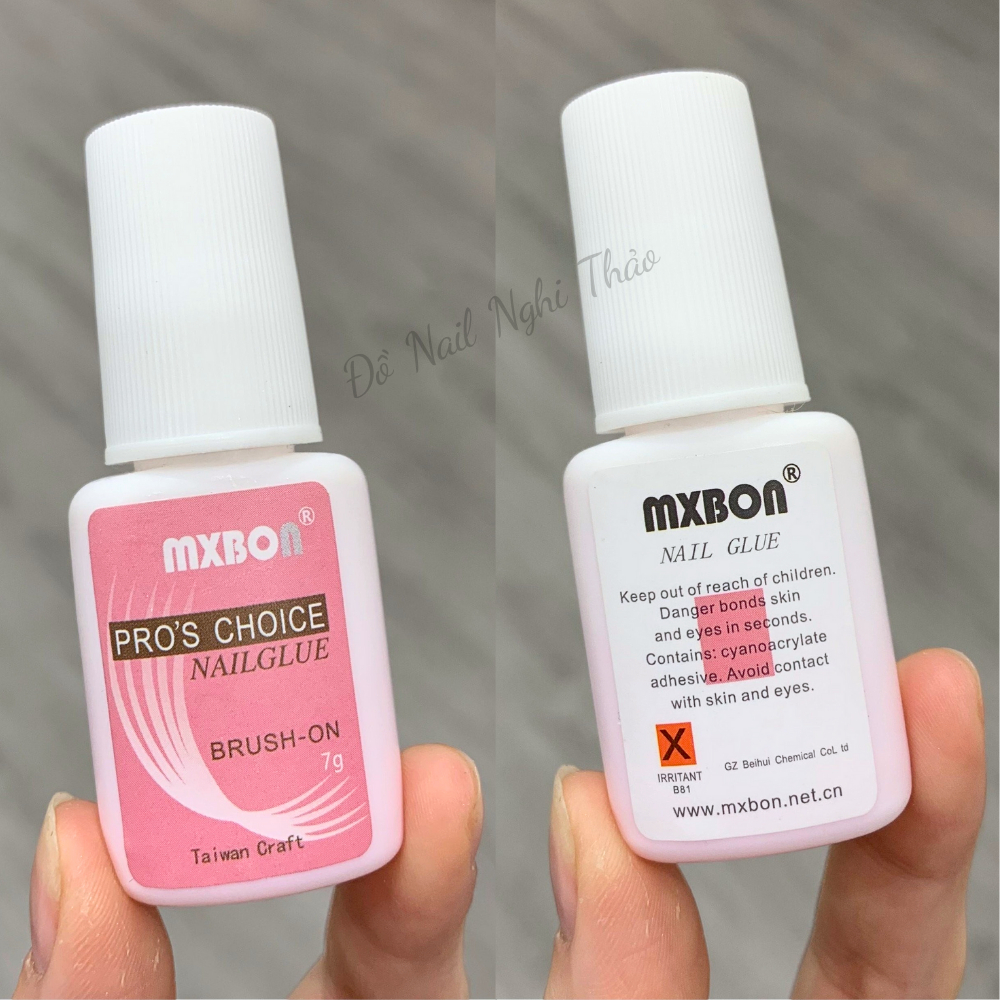 MXBON®
PRO'S CHOICE
NAILGLUE
BRUSH-ON
7g
Taiwan Craft
Đồ Nail Nghi Thảo
MXBON®
NAIL GLUE
Keep out of reach of children.
Danger bonds skin
and eyes in seconds.
Contains: cyanoacrylate
adhesive. Avoid contact
with skin and eyes.
X
IRRITANT
B81
GZ Beihui Chemical CoL td
www.mxbon.net.cn